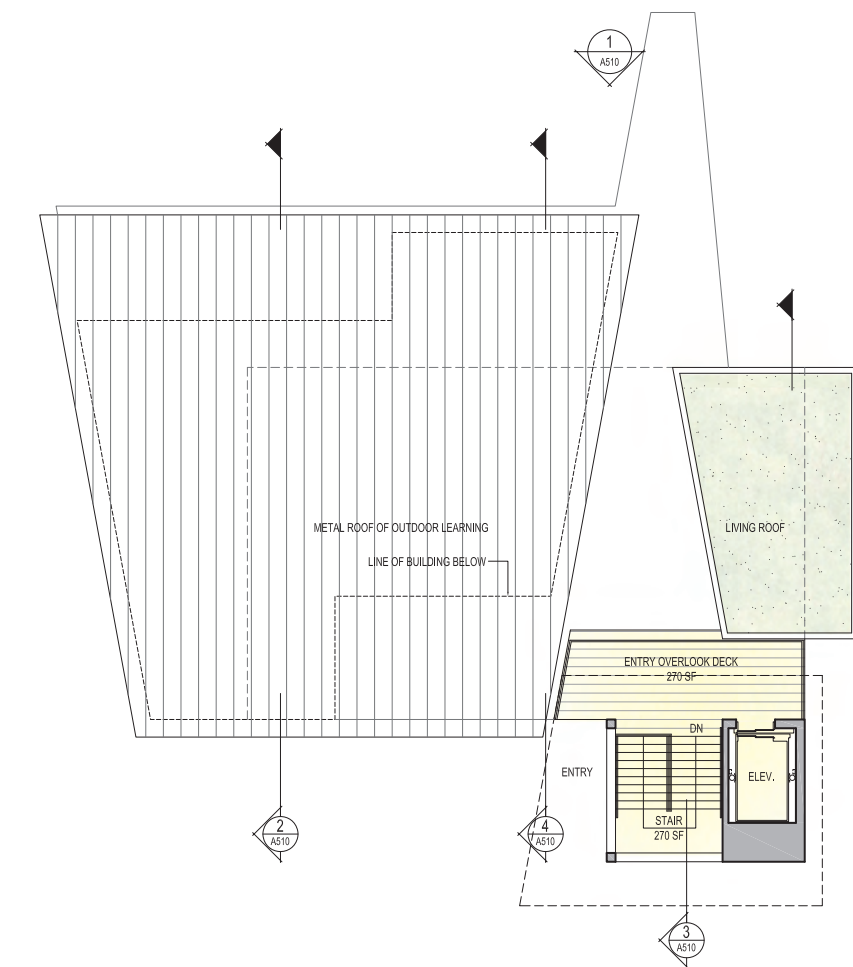 1
A510
METAL ROOF OF OUTDOOR LEARNING
LIVING ROOF
LINE OF BUILDING BELOW
ENTRY OVERLOOK DECK
270 SF
DN
ENTRY
ELEV.
STAIR
270 SF
2
A510
4
A510
3
A510